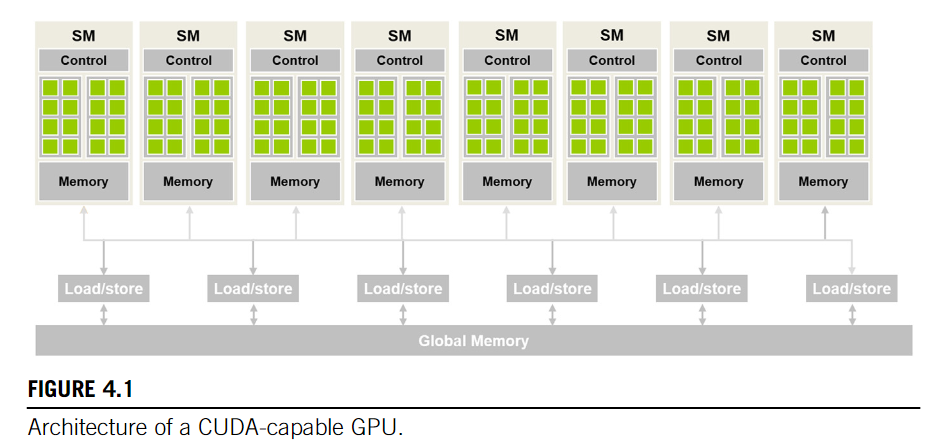 SM SM SM SM SM SM SM SM
Control Control Control Control Control Control Control Control
Memory Memory Memory Memory Memory Memory Memory Memory
Load/store Load/store Load/store Load/store Load/store Load/store
Global Memory
FIGURE 4.1
Architecture of a CUDA-capable GPU.